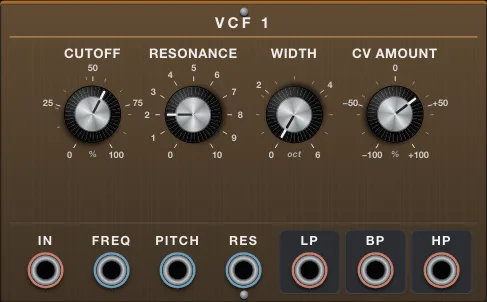 VCF 1
CUTOFF RESONANCE WIDTH CV AMOUNT
50 25 75 0 % 100
4 5 6 3 7 2 8 1 9 0 10
2 4 0 oct 6
0 −50 +50 −100 % +100
IN FREQ PITCH RES LP BP HP